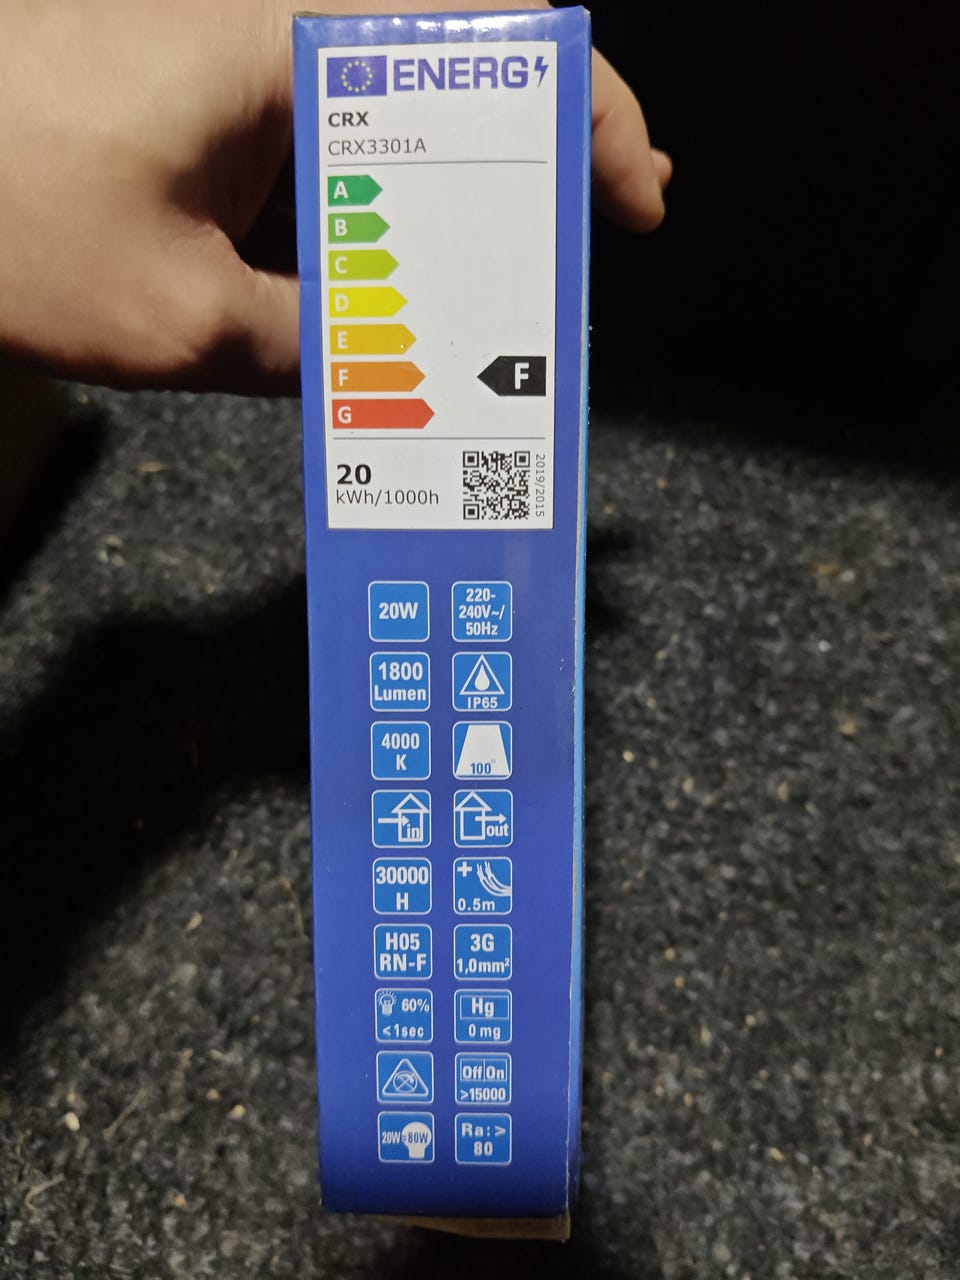 ENERG
CRX
CRX3301A
A
B
C
D
E
F
F
G
20
kWh/1000h
2019/2015
20W
220-
240V~/
50Hz
1800
Lumen
IP65
4000
K
100°
in
out
30000
H
+
0.5m
H05
RN-F
3G
1,0mm²
60%
<1sec
Hg
0 mg
Off On
>15000
20W≈80W
Ra:>
80